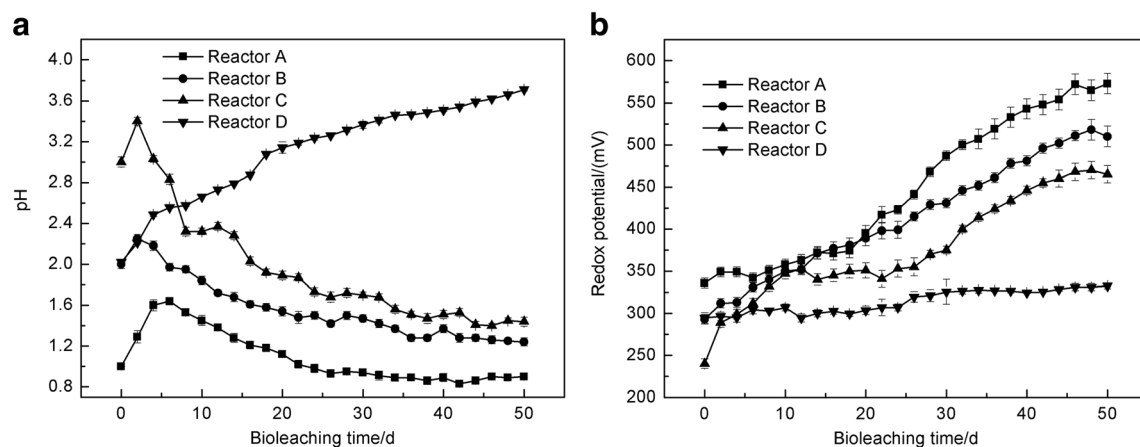 a
4.0
3.6
3.2
2.8
2.4
2.0
1.6
1.2
0.8
pH
Reactor A
Reactor B
Reactor C
Reactor D
0 10 20 30 40 50
Bioleaching time/d
b
600
550
500
450
400
350
300
250
200
Redox potential/(mV)
Reactor A
Reactor B
Reactor C
Reactor D
0 10 20 30 40 50
Bioleaching time/d